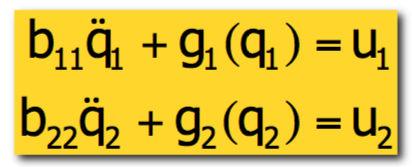 b₁₁q̈₁ + g₁(q₁) = u₁
b₂₂q̈₂ + g₂(q₂) = u₂